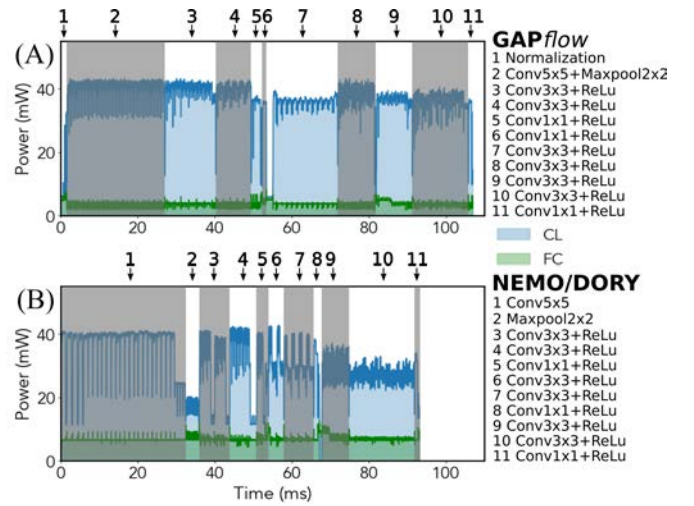 1 2 3 4 5 6 7 8 9 10 11
(A)
GAPflow
1 Normalization
2 Conv5x5+Maxpool2x2
3 Conv3x3+ReLu
4 Conv3x3+ReLu
5 Conv1x1+ReLu
6 Conv1x1+ReLu
7 Conv3x3+ReLu
8 Conv3x3+ReLu
9 Conv3x3+ReLu
10 Conv3x3+ReLu
11 Conv1x1+ReLu
Power (mW)
40
20
0
0 20 40 60 80 100
CL
FC
1 2 3 4 5 6 7 8 9 10 11
(B)
NEMO/DORY
1 Conv5x5
2 Maxpool2x2
3 Conv3x3+ReLu
4 Conv3x3+ReLu
5 Conv1x1+ReLu
6 Conv3x3+ReLu
7 Conv3x3+ReLu
8 Conv1x1+ReLu
9 Conv3x3+ReLu
10 Conv3x3+ReLu
11 Conv1x1+ReLu
Power (mW)
40
20
0
0 20 40 60 80 100
Time (ms)